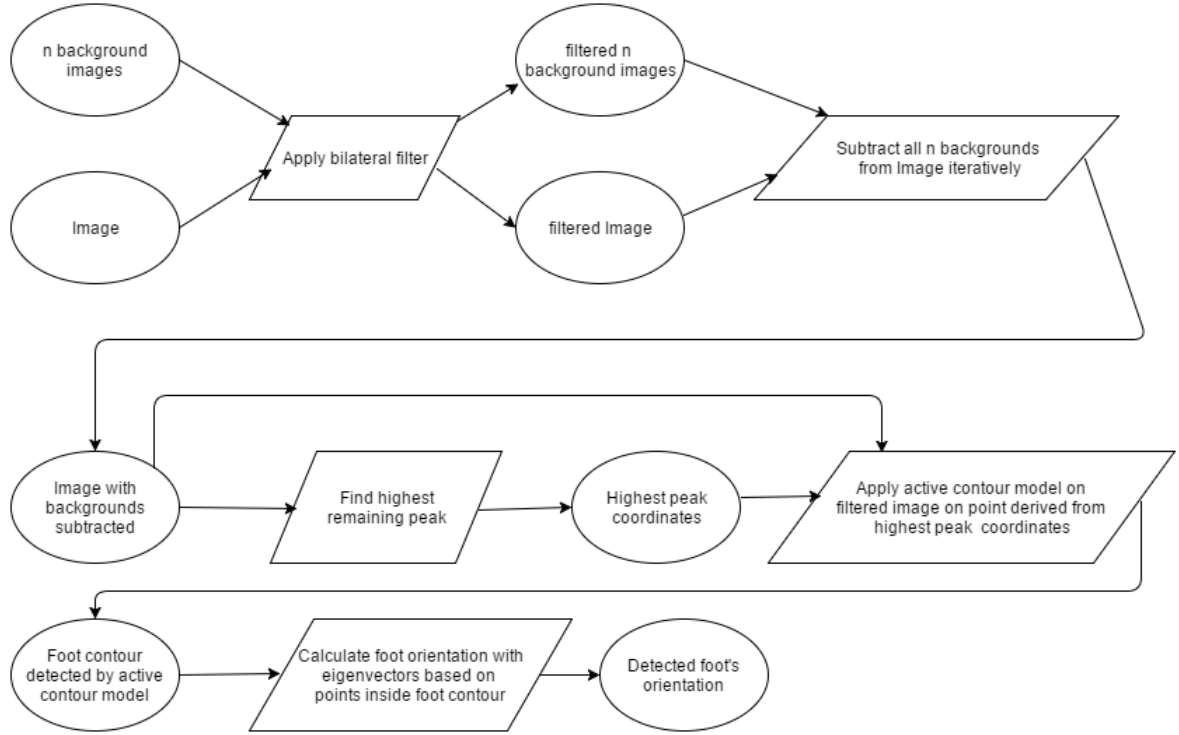 n background
images
filtered n
background images
Apply bilateral filter
Subtract all n backgrounds
from Image iteratively
Image
filtered Image
Image with
backgrounds
subtracted
Find highest
remaining peak
Highest peak
coordinates
Apply active contour model on
filtered image on point derived from
highest peak coordinates
Foot contour
detected by active
contour model
Calculate foot orientation with
eigenvectors based on
points inside foot contour
Detected foot's
orientation